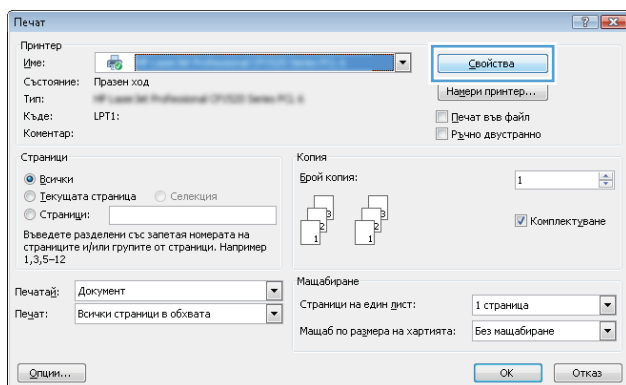 Печат
Принтер
Име:
Свойства
Състояние: Празен ход
Намери принтер...
Тип:
Къде: LPT1:
Печат във файл
Коментар:
Ръчно двустранно
Страници
Всички
Текущата страница Селекция
Страници:
Въведете разделени със запетая номерата на
страниците и/или групите от страници. Например
1,3,5–12
Копия
Брой копия: 1
Комплектуване
Печатай: Документ
Печат: Всички страници в обхвата
Мащабиране
Страници на един лист: 1 страница
Мащаб по размера на хартията: Без мащабиране
Опции...
OK
Отказ